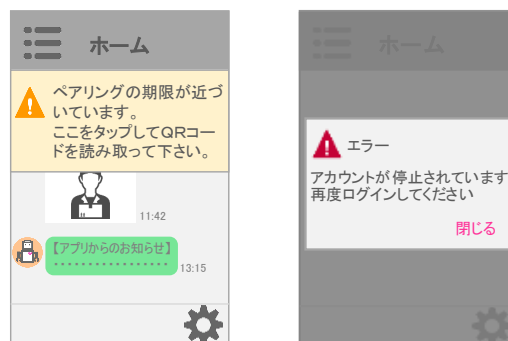 ホーム
ペアリングの期限が近づ
いています。
ここをタップしてQRコー
ドを読み取って下さい。
11:42
【アプリからのお知らせ】
・・・・・・・・・・・・・・・・・
13:15
ホーム
エラー
アカウントが停止されています
再度ログインしてください
閉じる